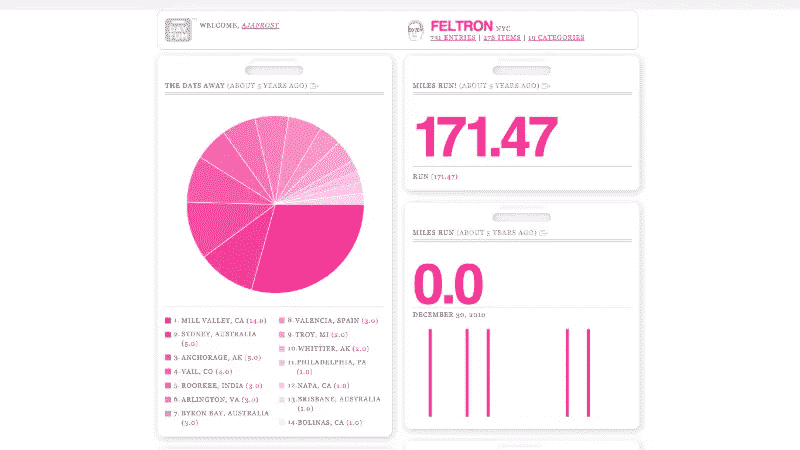 WELCOME, AJAFROST
FELTRON NYC
731 ENTRIES | 278 ITEMS | 19 CATEGORIES
THE DAYS AWAY (ABOUT 5 YEARS AGO)
1. MILL VALLEY, CA (14.0)
2. SYDNEY, AUSTRALIA
(5.0)
3. ANCHORAGE, AK (5.0)
4. VAIL, CO (4.0)
5. ROORKEE, INDIA (3.0)
6. ARLINGTON, VA (3.0)
7. BYRON BAY, AUSTRALIA
(3.0)
8. VALENCIA, SPAIN (3.0)
9. TROY, MI (2.0)
10. WHITTIER, AK (2.0)
11. PHILADELPHIA, PA
(1.0)
12. NAPA, CA (1.0)
13. BRISBANE, AUSTRALIA
(1.0)
14. BOLINAS, CA (1.0)
MILES RUN! (ABOUT 5 YEARS AGO)
171.47
RUN (171.47)
MILES RUN (ABOUT 5 YEARS AGO)
0.0
DECEMBER 30, 2010